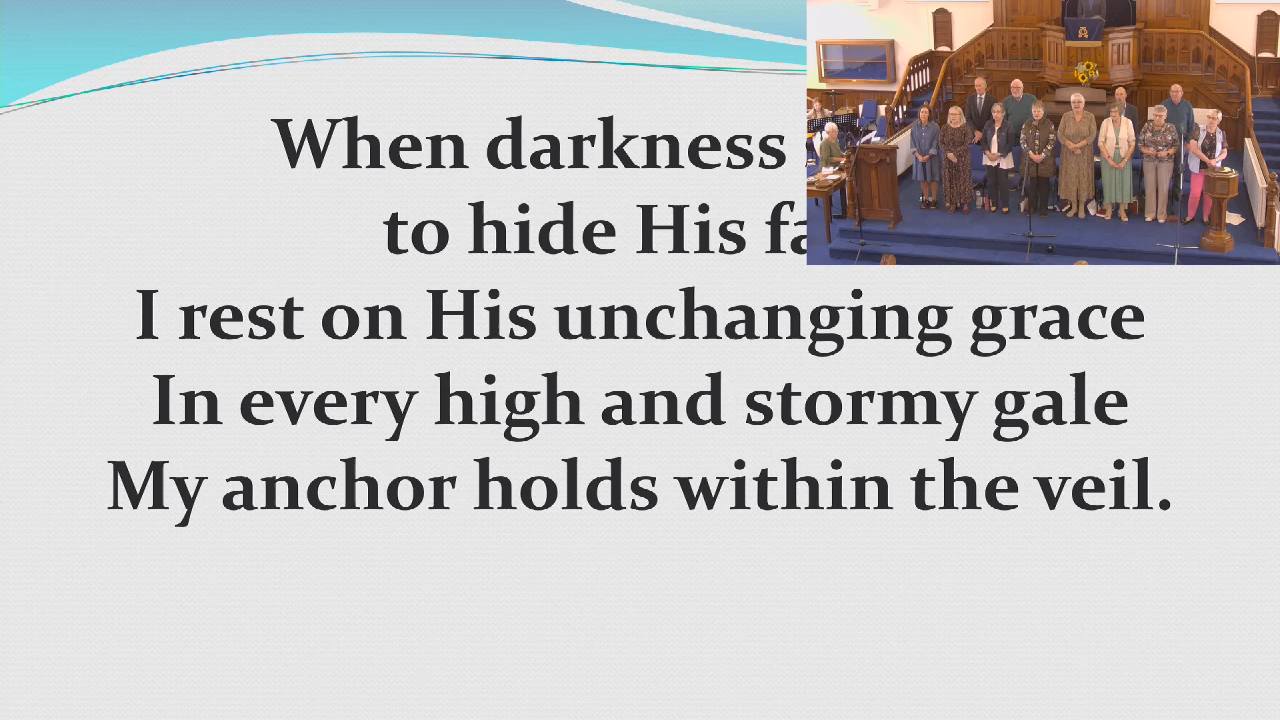 When darkness
to hide His fa
I rest on His unchanging grace
In every high and stormy gale
My anchor holds within the veil.